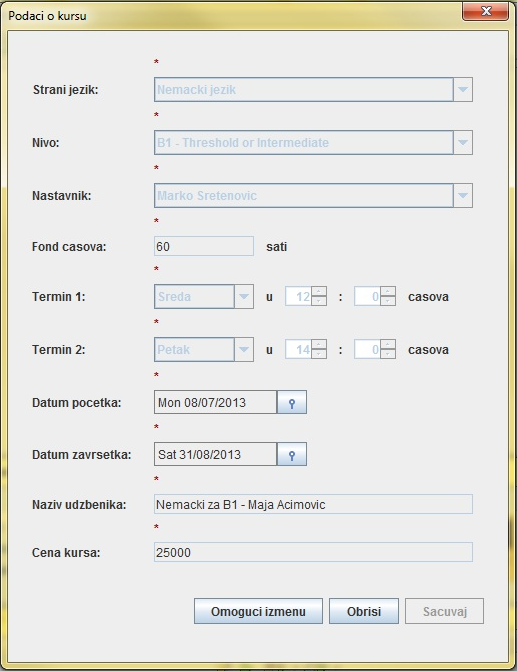 Podaci o kursu
*
Strani jezik: Nemacki jezik
*
Nivo: B1 - Threshold or Intermediate
*
Nastavnik: Marko Sretenovic
*
Fond casova: 60 sati
*
Termin 1: Sreda u 12 : 0 casova
*
Termin 2: Petak u 14 : 0 casova
*
Datum pocetka: Mon 08/07/2013
*
Datum zavrsetka: Sat 31/08/2013
*
Naziv udzbenika: Nemacki za B1 - Maja Acimovic
*
Cena kursa: 25000
Omoguci izmenu Obrisi Sacuvaj